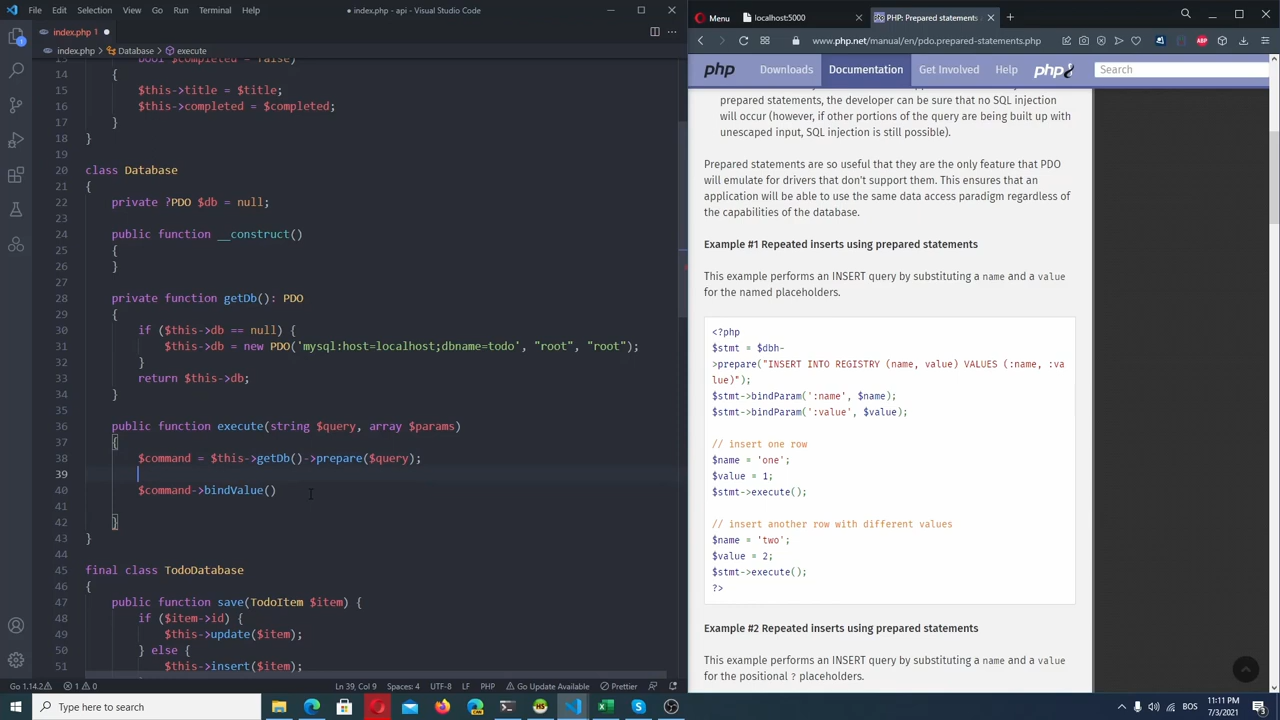 File Edit Selection View Go Run Terminal Help
● index.php - api - Visual Studio Code
index.php 1 ●
index.php > Database > execute
13 bool $completed = false)
14 {
15 $this->title = $title;
16 $this->completed = $completed;
17 }
18 }
19
20 class Database
21 {
22 private ?PDO $db = null;
23
24 public function __construct()
25 {
26 }
27
28 private function getDb(): PDO
29 {
30 if ($this->db == null) {
31 $this->db = new PDO('mysql:host=localhost;dbname=todo', "root", "root");
32 }
33 return $this->db;
34 }
35
36 public function execute(string $query, array $params)
37 {
38 $command = $this->getDb()->prepare($query);
39
40 $command->bindValue()
41
42 }
43 }
44
45 final class TodoDatabase
46 {
47 public function save(TodoItem $item) {
48 if ($item->id) {
49 $this->update($item);
50 } else {
51 $this->insert($item);
Go 1.14.2 1 0 Ln 39, Col 9 Spaces: 4 UTF-8 LF PHP Go Update Available Prettier
Menu localhost:5000 PHP: Prepared statements
www.php.net/manual/en/pdo.prepared-statements.php
php Downloads Documentation Get Involved Help php8 Search
prepared statements, the developer can be sure that no SQL injection
will occur (however, if other portions of the query are being built up with
unescaped input, SQL injection is still possible).
Prepared statements are so useful that they are the only feature that PDO
will emulate for drivers that don't support them. This ensures that an
application will be able to use the same data access paradigm regardless of
the capabilities of the database.
Example #1 Repeated inserts using prepared statements
This example performs an INSERT query by substituting a name and a value
for the named placeholders.
<?php
$stmt = $dbh-
>prepare("INSERT INTO REGISTRY (name, value) VALUES (:name, :va
lue)");
$stmt->bindParam(':name', $name);
$stmt->bindParam(':value', $value);
// insert one row
$name = 'one';
$value = 1;
$stmt->execute();
// insert another row with different values
$name = 'two';
$value = 2;
$stmt->execute();
?>
Example #2 Repeated inserts using prepared statements
This example performs an INSERT query by substituting a name and a value
for the positional ? placeholders.
Type here to search
BOS
11:11 PM
7/3/2021